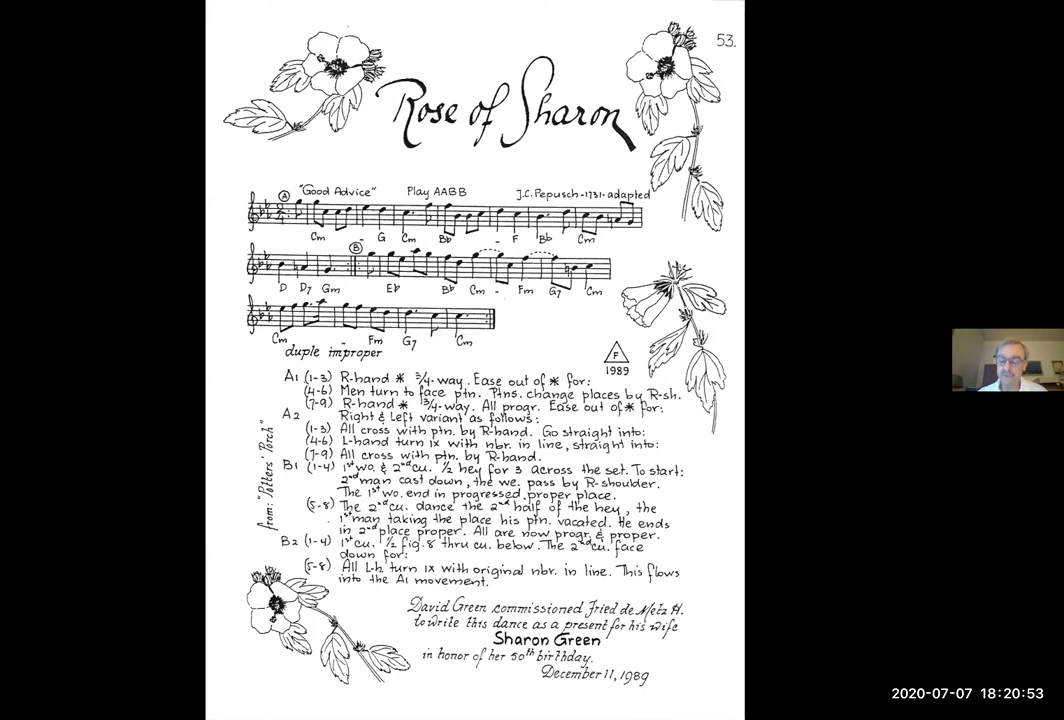 53.
Rose of Sharon
A "Good Advice" Play AABB J.C. Pepusch-1731-adapted
Cm - G Cm Bb - F Bb Cm
B
D D7 Gm Eb Bb Cm - Fm G7 Cm
Cm - Fm G7 Cm
duple improper
F
1989
A1 (1-3) R-hand * 3/4-way. Ease out of * for:
(4-6) Men turn to face ptn. Ptns. change places by R-sh.
(7-9) R-hand * 3/4-way. All progr. Ease out of * for:
A2 Right & Left variant as follows:
(1-3) All cross with ptn. by R-hand. Go straight into:
(4-6) L-hand turn 1x with nbr. in line, straight into:
(7-9) All cross with ptn. by R-hand.
B1 (1-4) 1st wo. & 2nd cu. 1/2 hey for 3 across the set. To start:
2nd man cast down, the we. pass by R-shoulder.
The 1st wo. end in progressed proper place.
(5-8) The 2nd cu. dance the 2nd half of the hey, the
1st man taking the place his ptn. vacated. He ends
in 2nd place proper. All are now progr. & proper.
B2 (1-4) 1st cu. 1/2 fig. 8 thru cu. below. The 2nd cu. face
down for:
(5-8) All L-h. turn 1x with original nbr. in line. This flows
into the A1 movement.
from: "Potters' Porch"
David Green commissioned Fried de Metz H.
to write this dance as a present for his wife
Sharon Green
in honor of her 50th birthday.
December 11, 1989
2020-07-07 18:20:53